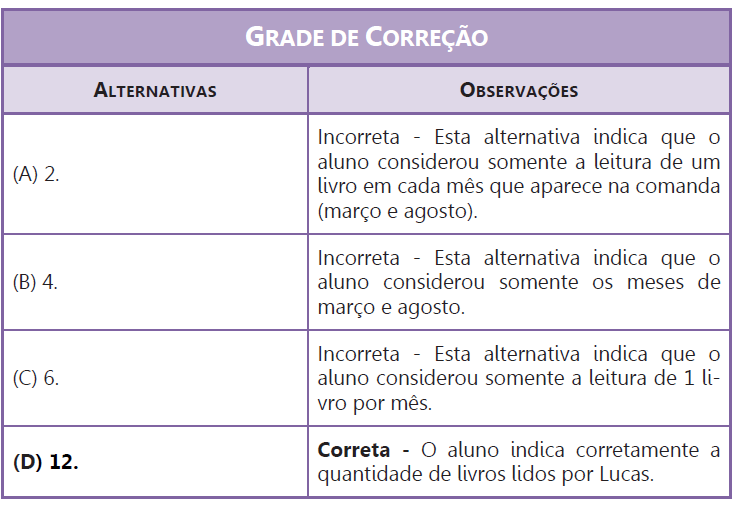 GRADE DE CORREÇÃO
ALTERNATIVAS
OBSERVAÇÕES
(A) 2.
Incorreta - Esta alternativa indica que o
aluno considerou somente a leitura de um
livro em cada mês que aparece na comanda
(março e agosto).
(B) 4.
Incorreta - Esta alternativa indica que o
aluno considerou somente os meses de
março e agosto.
(C) 6.
Incorreta - Esta alternativa indica que o
aluno considerou somente a leitura de 1 li-
vro por mês.
(D) 12.
Correta - O aluno indica corretamente a
quantidade de livros lidos por Lucas.